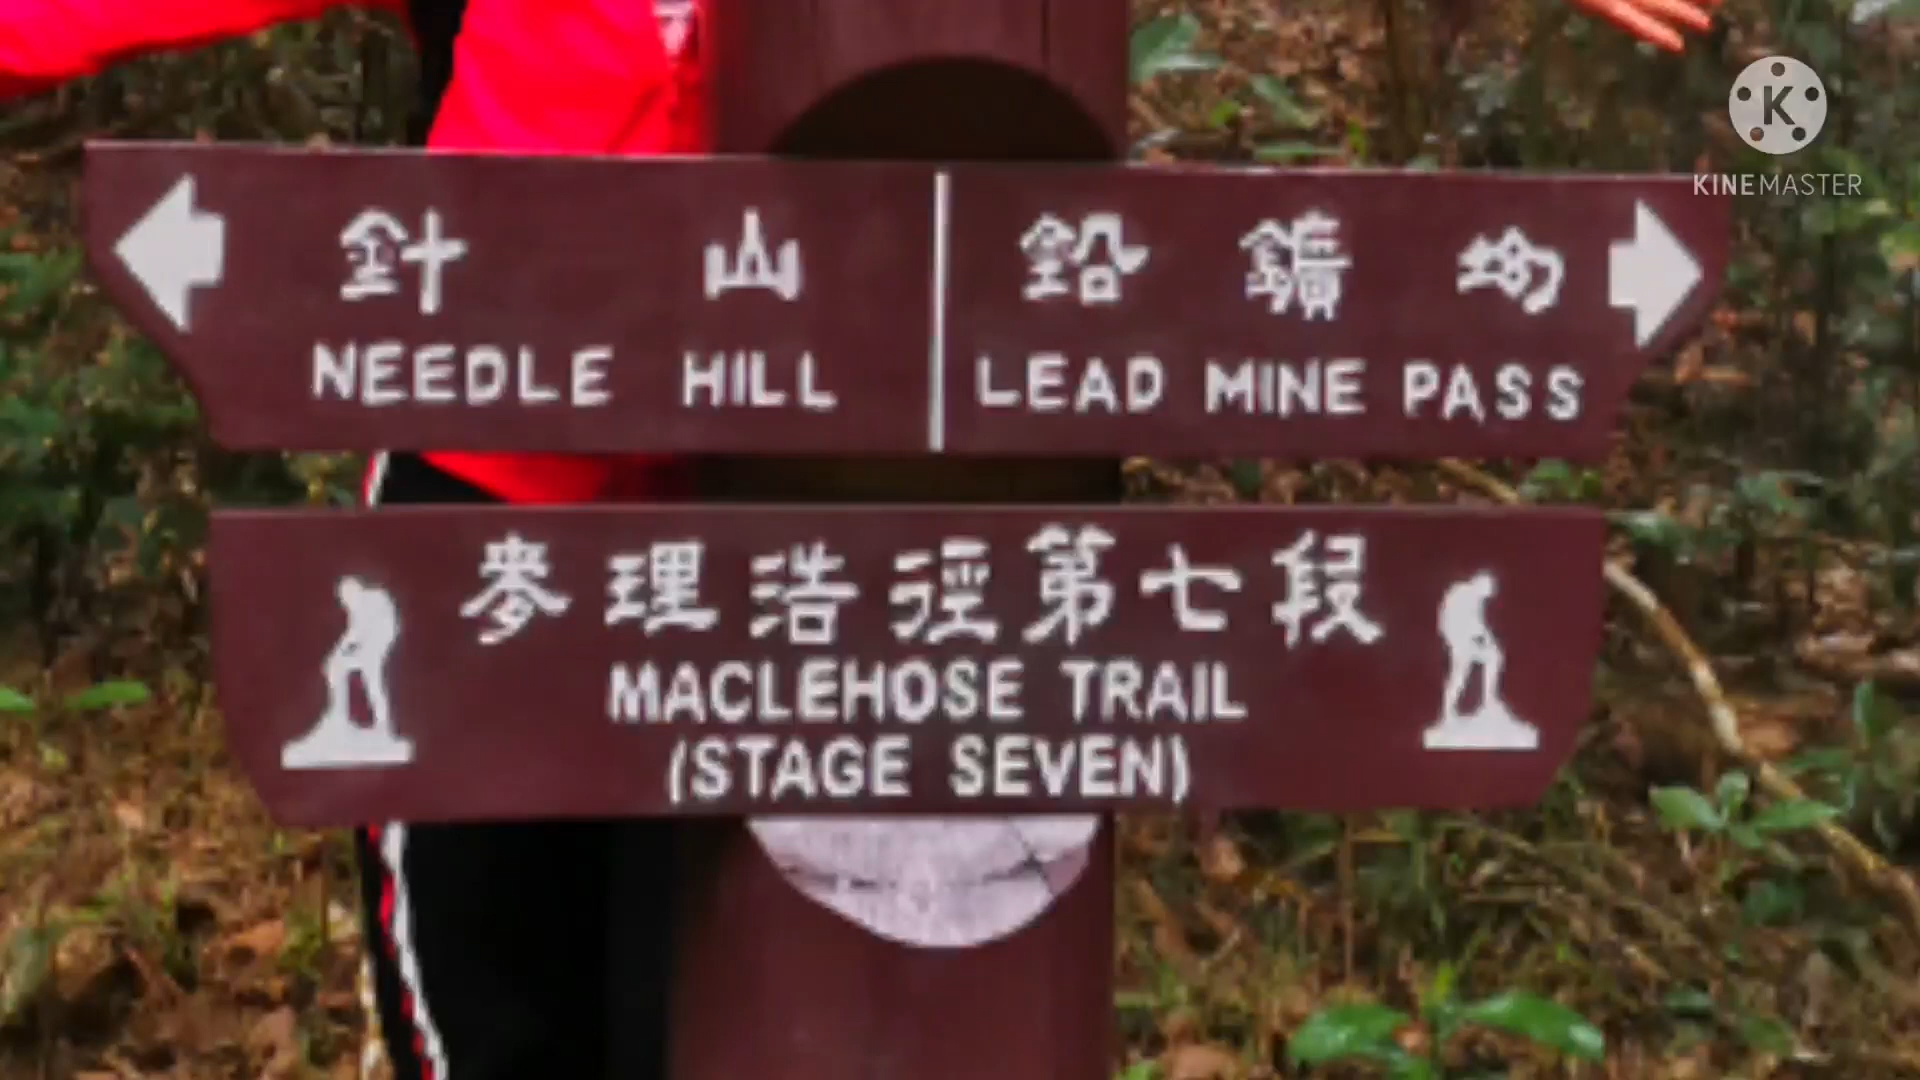 K
KINEMASTER
針山 鉛鑛坳
NEEDLE HILL LEAD MINE PASS
麥理浩徑第七段
MACLEHOSE TRAIL
(STAGE SEVEN)